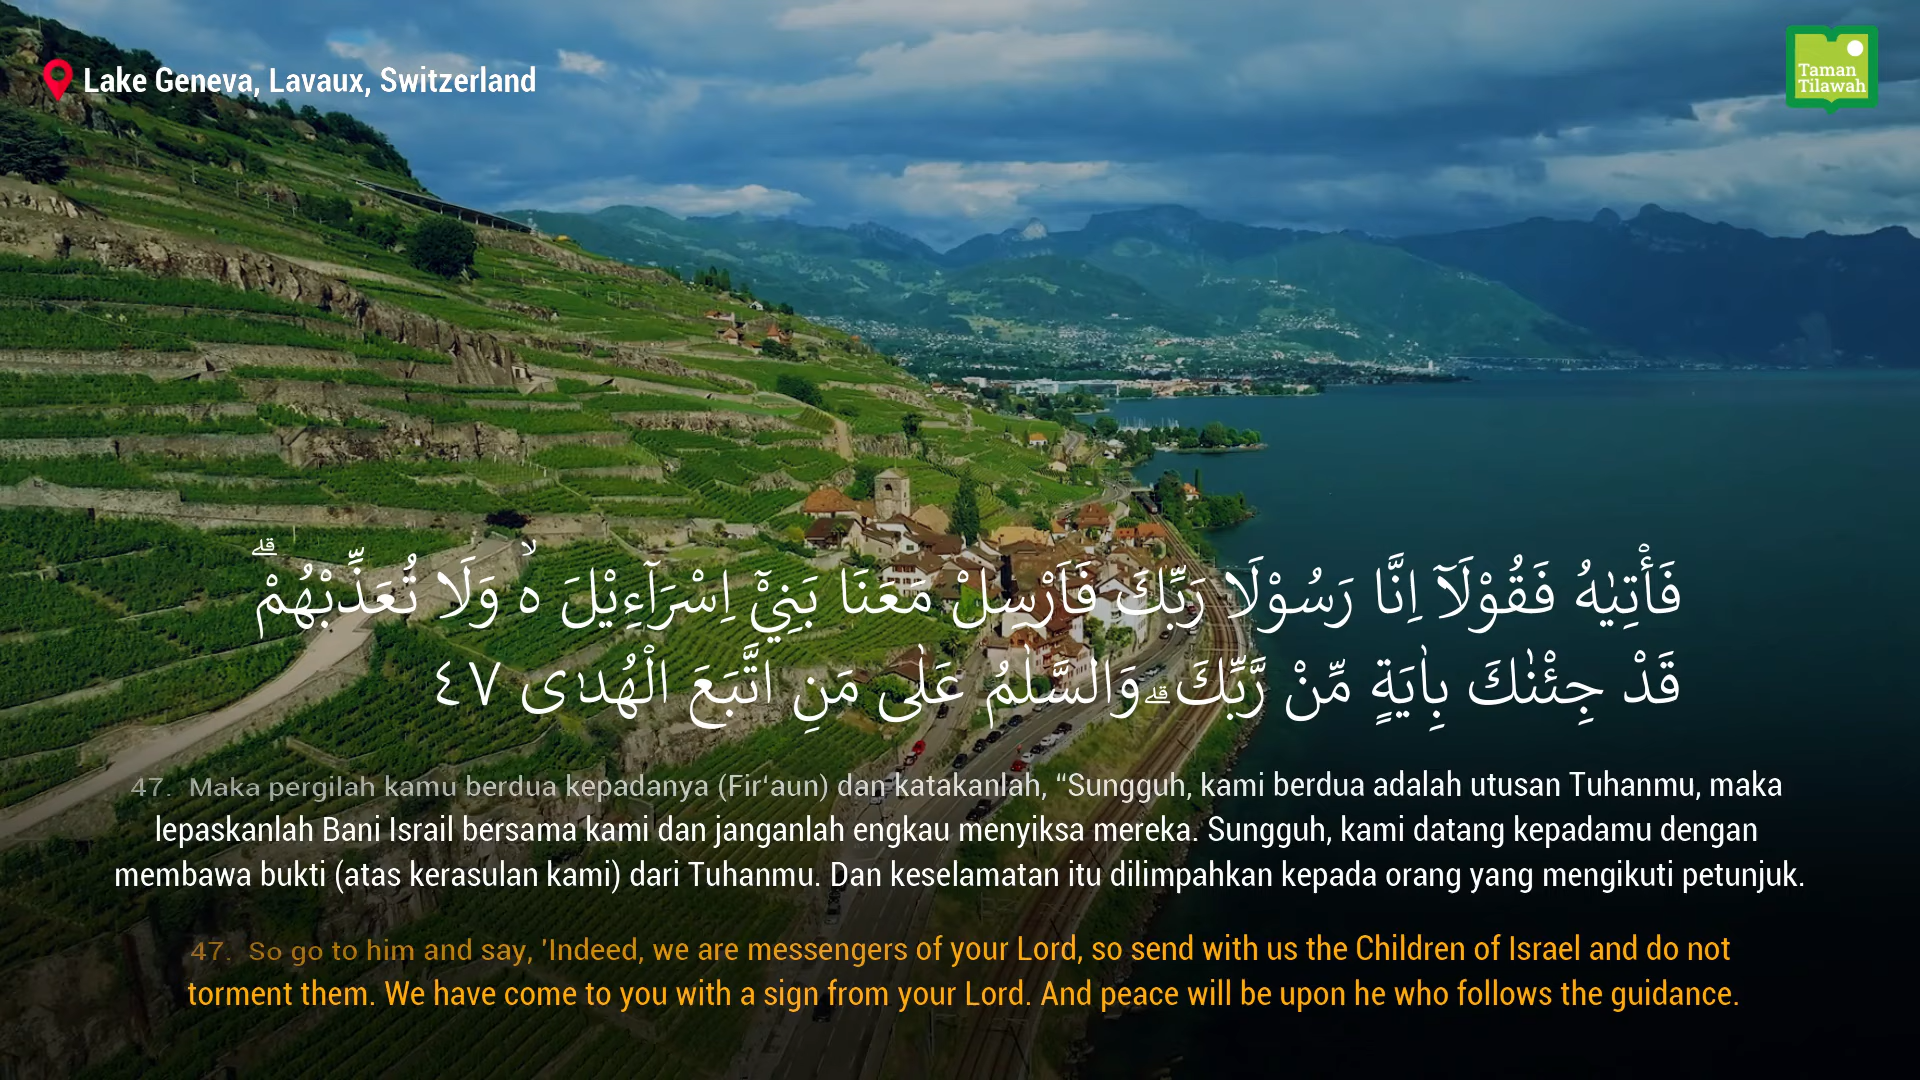 Lake Geneva, Lavaux, Switzerland
Taman
Tilawah
فَأْتِيٰهُ فَقُوْلَآ اِنَّا رَسُوْلَا رَبِّكَ فَاَرْسِلْ مَعَنَا بَنِيْٓ اِسْرَاۤءِيْلَ ەۙ وَلَا تُعَذِّبْهُمْۗ
قَدْ جِئْنٰكَ بِاٰيَةٍ مِّنْ رَّبِّكَ ۗوَالسَّلٰمُ عَلٰى مَنِ اتَّبَعَ الْهُدٰى ٤٧
47. Maka pergilah kamu berdua kepadanya (Fir‘aun) dan katakanlah, “Sungguh, kami berdua adalah utusan Tuhanmu, maka
lepaskanlah Bani Israil bersama kami dan janganlah engkau menyiksa mereka. Sungguh, kami datang kepadamu dengan
membawa bukti (atas kerasulan kami) dari Tuhanmu. Dan keselamatan itu dilimpahkan kepada orang yang mengikuti petunjuk.
47. So go to him and say, 'Indeed, we are messengers of your Lord, so send with us the Children of Israel and do not
torment them. We have come to you with a sign from your Lord. And peace will be upon he who follows the guidance.